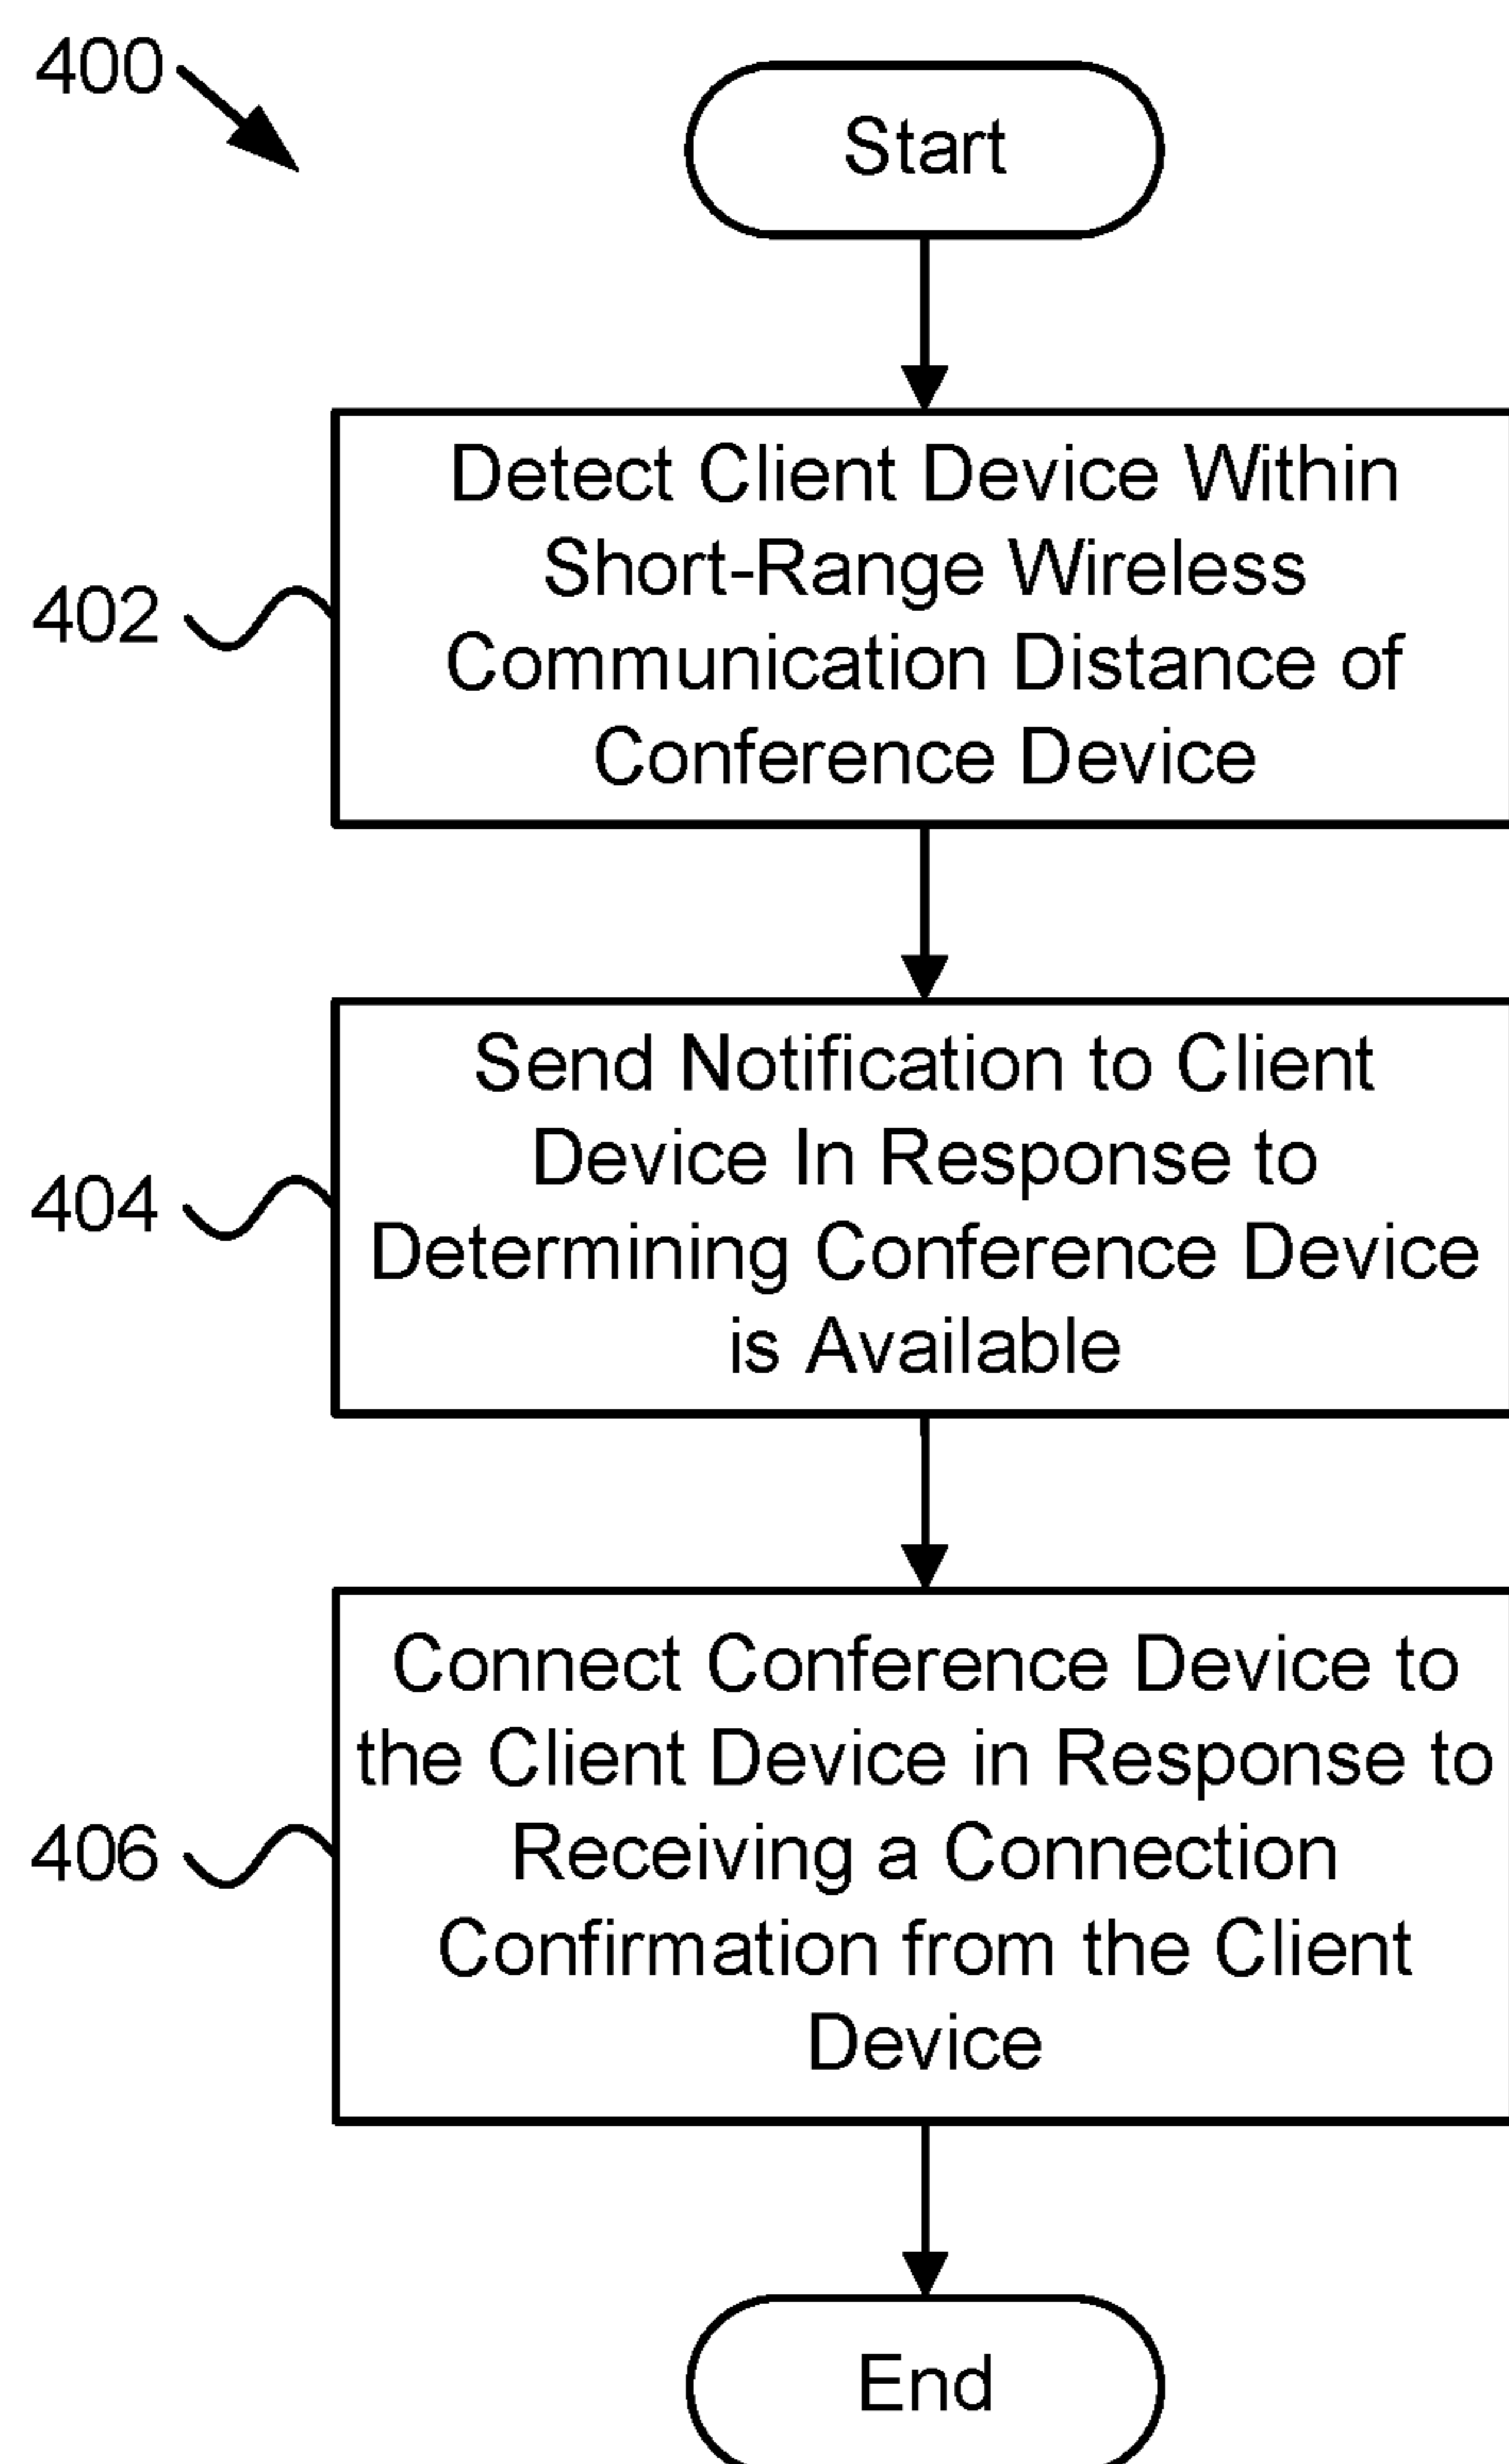 400
Start
Detect Client Device Within
Short-Range Wireless
Communication Distance of
Conference Device
402
Send Notification to Client
Device In Response to
Determining Conference Device
is Available
404
Connect Conference Device to
the Client Device in Response to
Receiving a Connection
Confirmation from the Client
Device
406
End